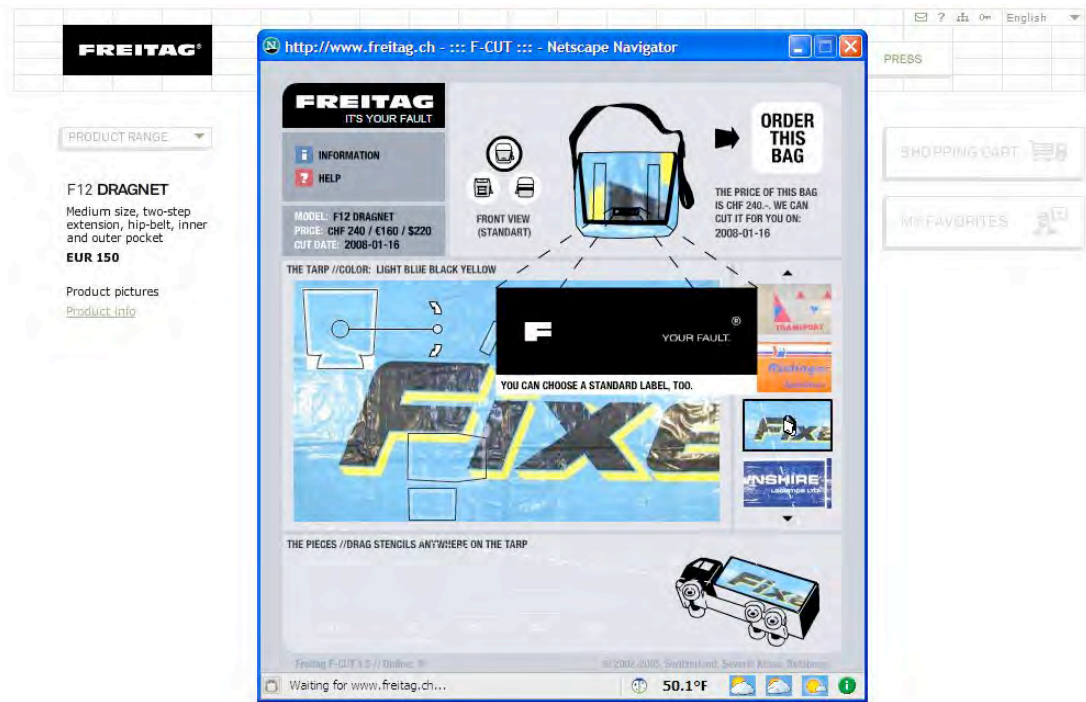 English
FREITAG®
http://www.freitag.ch - ::: F-CUT ::: - Netscape Navigator
PRESS
FREITAG
IT'S YOUR FAULT
ORDER
THIS
BAG
PRODUCT RANGE
INFORMATION
HELP
SHOPPING CART
F12 DRAGNET
Medium size, two-step
extension, hip-belt, inner
and outer pocket
EUR 150
Product pictures
Product info
MODEL: F12 DRAGNET
PRICE: CHF 240 / €160 / $220
CUT DATE: 2008-01-16
FRONT VIEW
(STANDART)
THE PRICE OF THIS BAG
IS CHF 240.-. WE CAN
CUT IT FOR YOU ON:
2008-01-16
MY FAVORITES
THE TARP //COLOR: LIGHT BLUE BLACK YELLOW
F
®
YOUR FAULT.
YOU CAN CHOOSE A STANDARD LABEL, TOO.
TRANSPORT
Fixe
Fixe
WNSHIRE
LOGISTICS LTD
THE PIECES //DRAG STENCILS ANYWHERE ON THE TARP
Fixe
Waiting for www.freitag.ch...
50.1°F